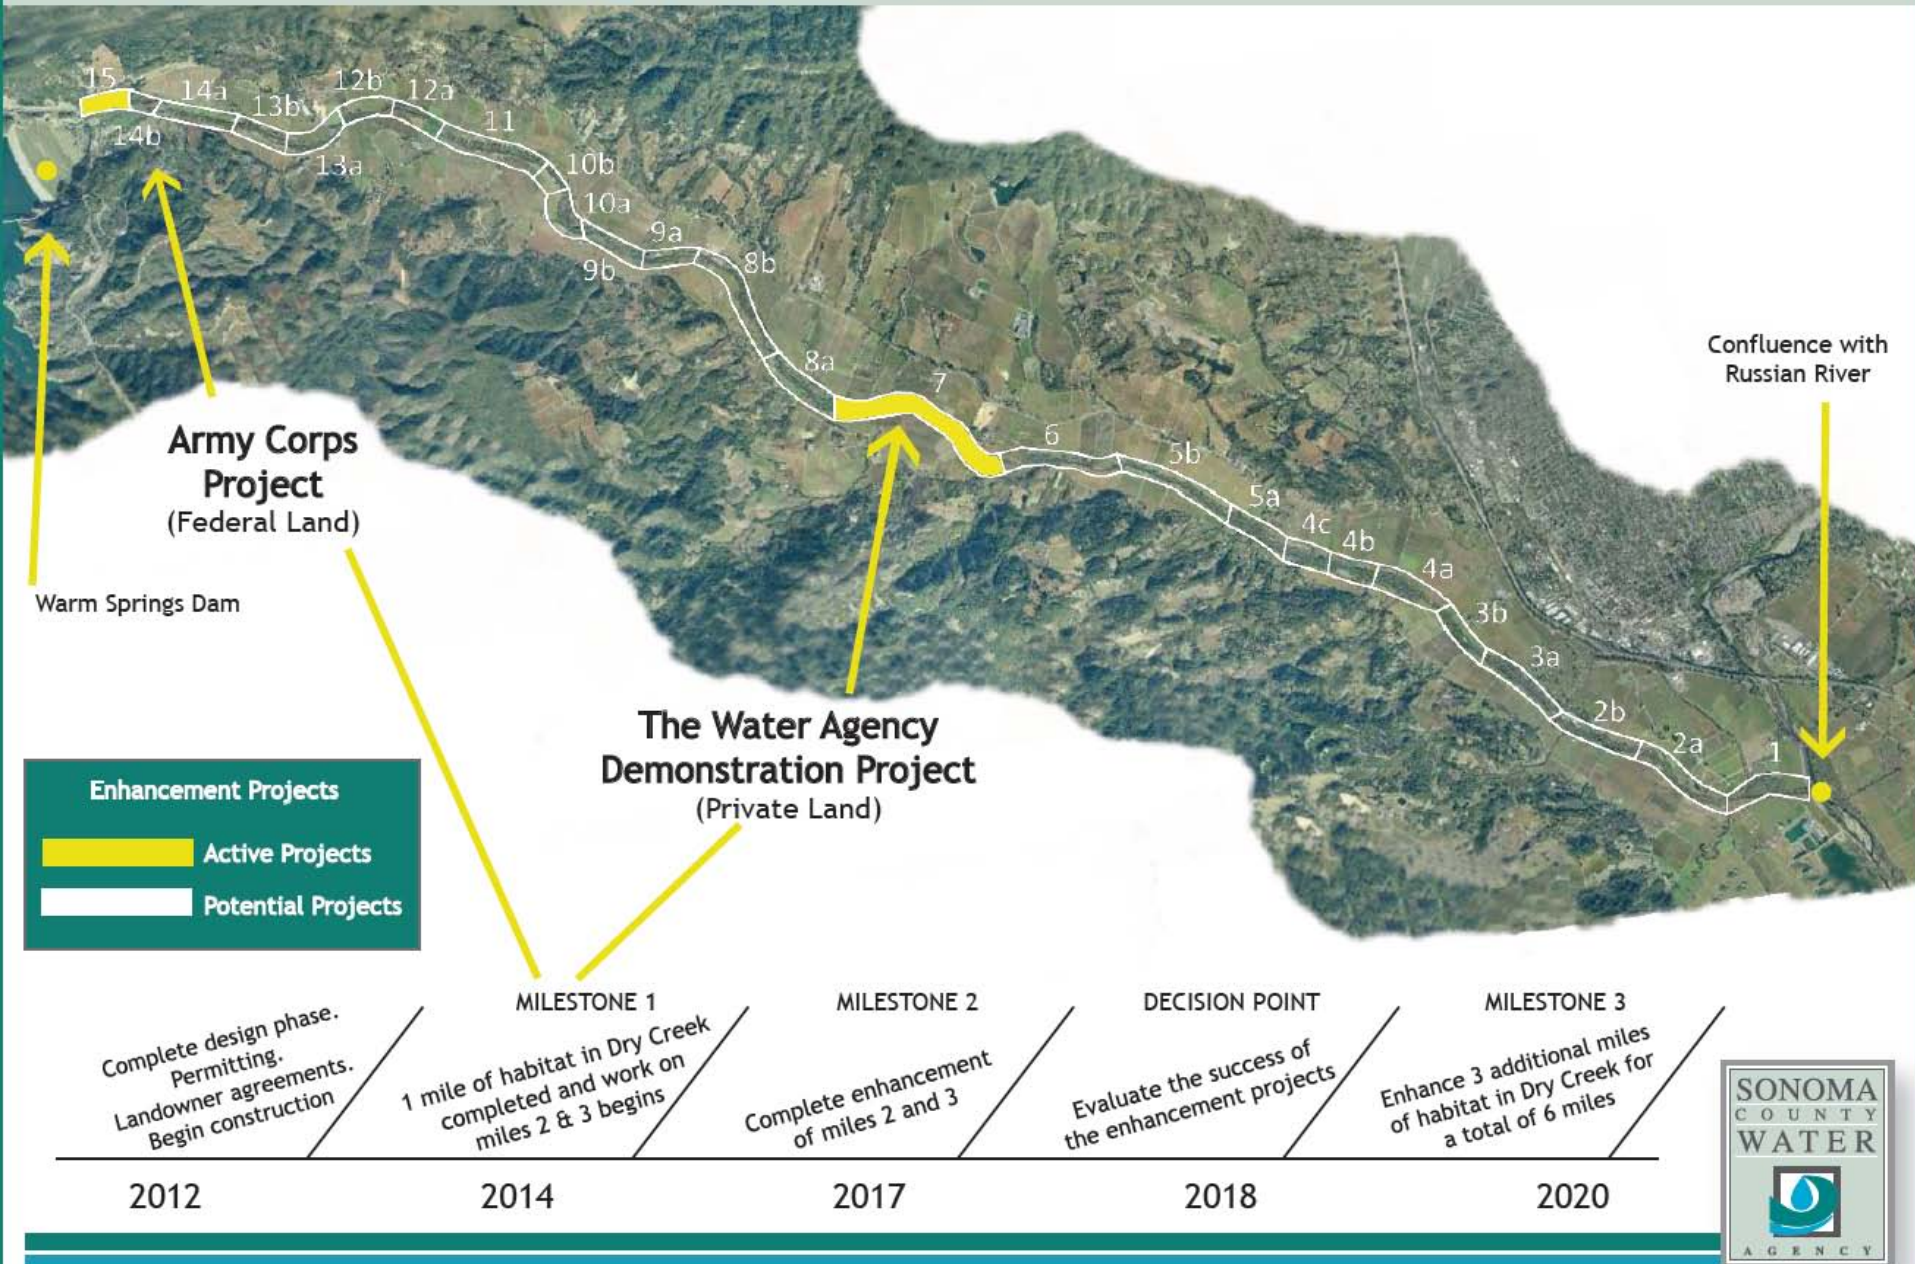 15
14a
12b
12a
13b
11
14b
13a
10b
10a
9a
9b
8b
8a
7
6
5b
5a
4c
4b
4a
3b
3a
2b
2a
1
Confluence with
Russian River
Army Corps
Project
(Federal Land)
Warm Springs Dam
The Water Agency
Demonstration Project
(Private Land)
Enhancement Projects
Active Projects
Potential Projects
Complete design phase.
Permitting.
Landowner agreements.
Begin construction
2012
MILESTONE 1
1 mile of habitat in Dry Creek
completed and work on
miles 2 & 3 begins
2014
MILESTONE 2
Complete enhancement
of miles 2 and 3
2017
DECISION POINT
Evaluate the success of
the enhancement projects
2018
MILESTONE 3
Enhance 3 additional miles
of habitat in Dry Creek for
a total of 6 miles
2020
SONOMA
COUNTY
WATER
AGENCY